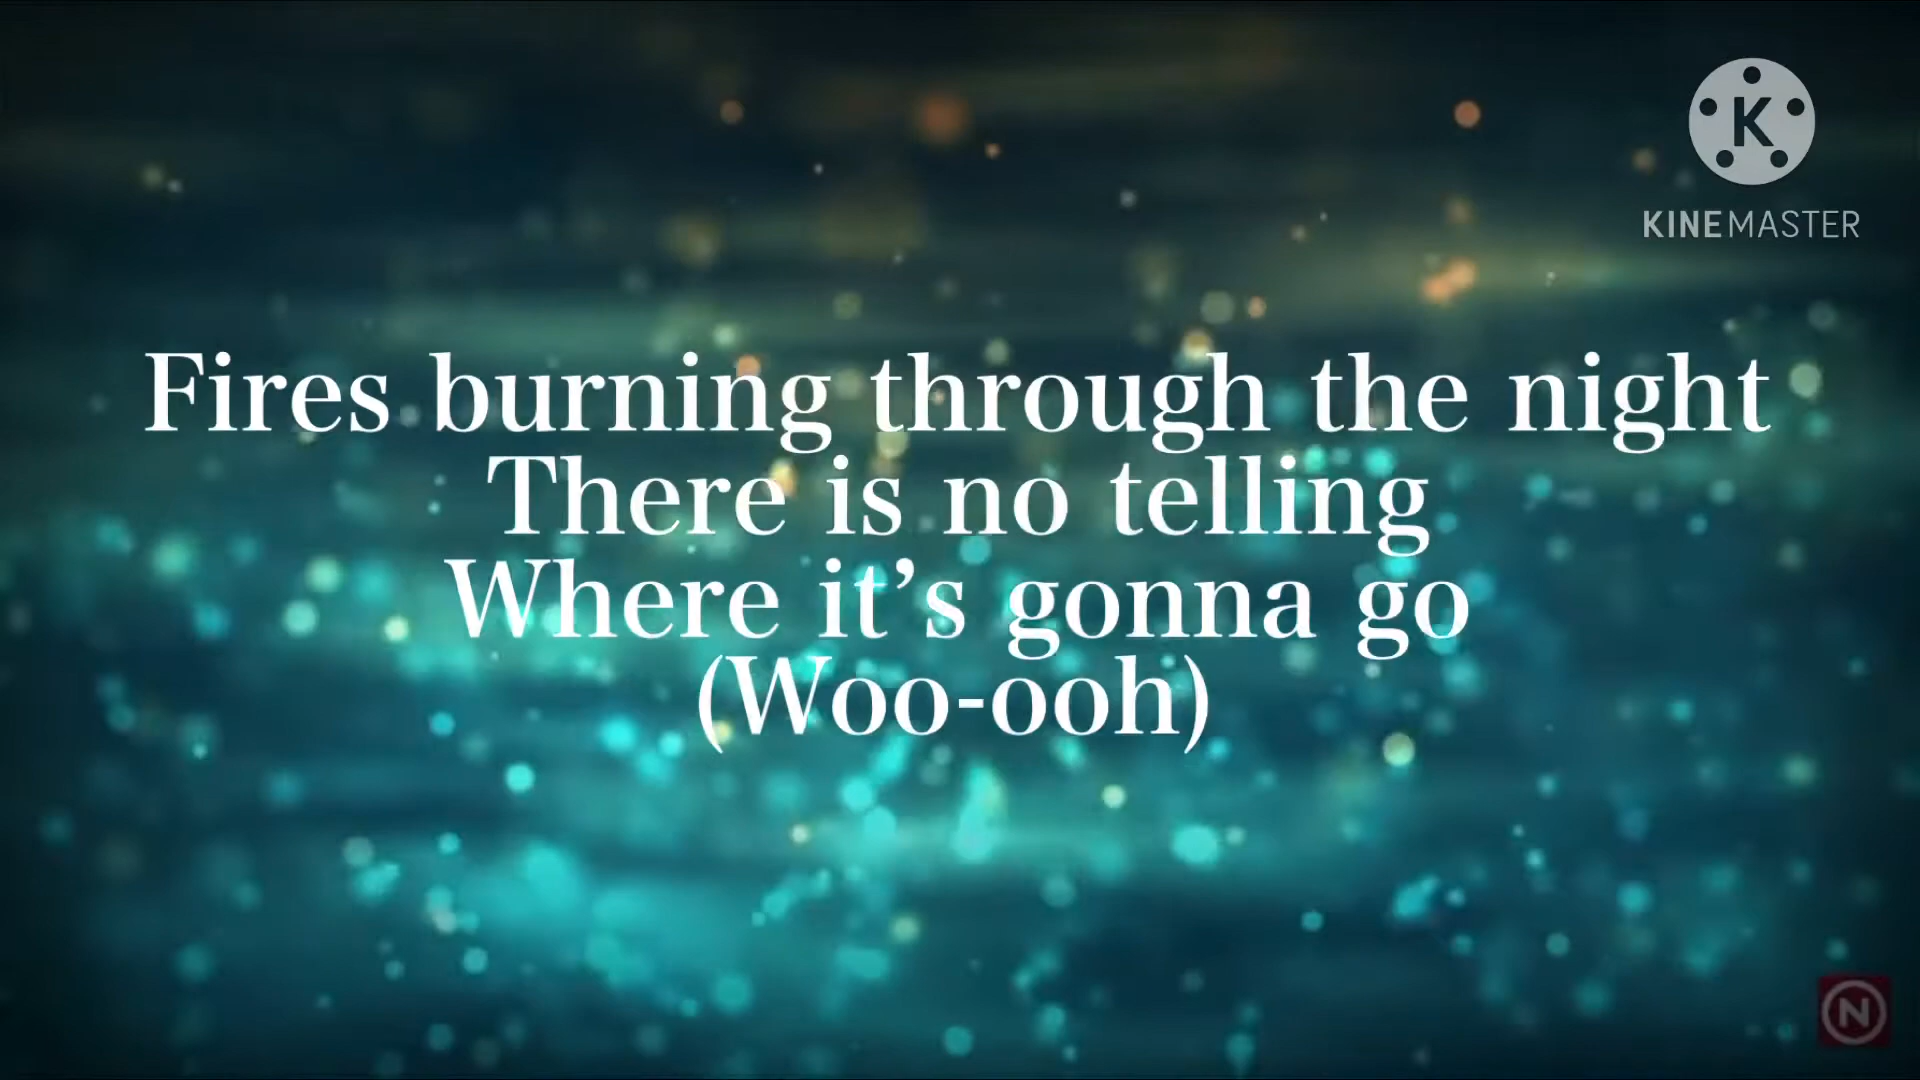 K
KINEMASTER
Fires burning through the night
There is no telling
Where it’s gonna go
(Woo-ooh)
N